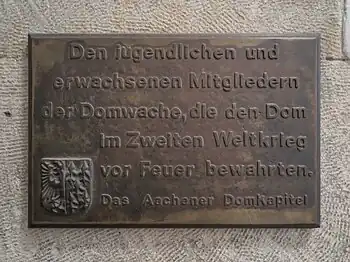 Den jugendlichen und
erwachsenen Mitgliedern
der Domwache, die den Dom
im Zweiten Weltkrieg
vor Feuer bewahrten.
Das Aachener DomKapitel